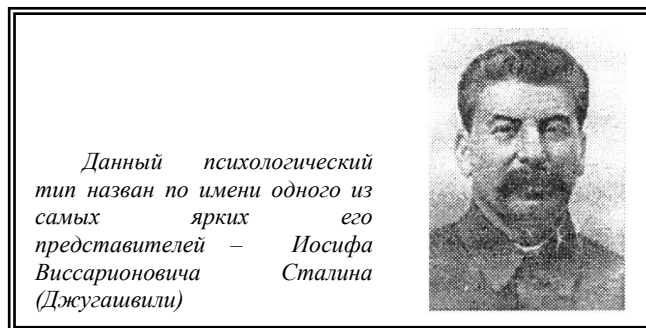 Данный психологический
тип назван по имени одного из
самых ярких его
представителей – Иосифа
Виссарионовича Сталина
(Джугашвили)